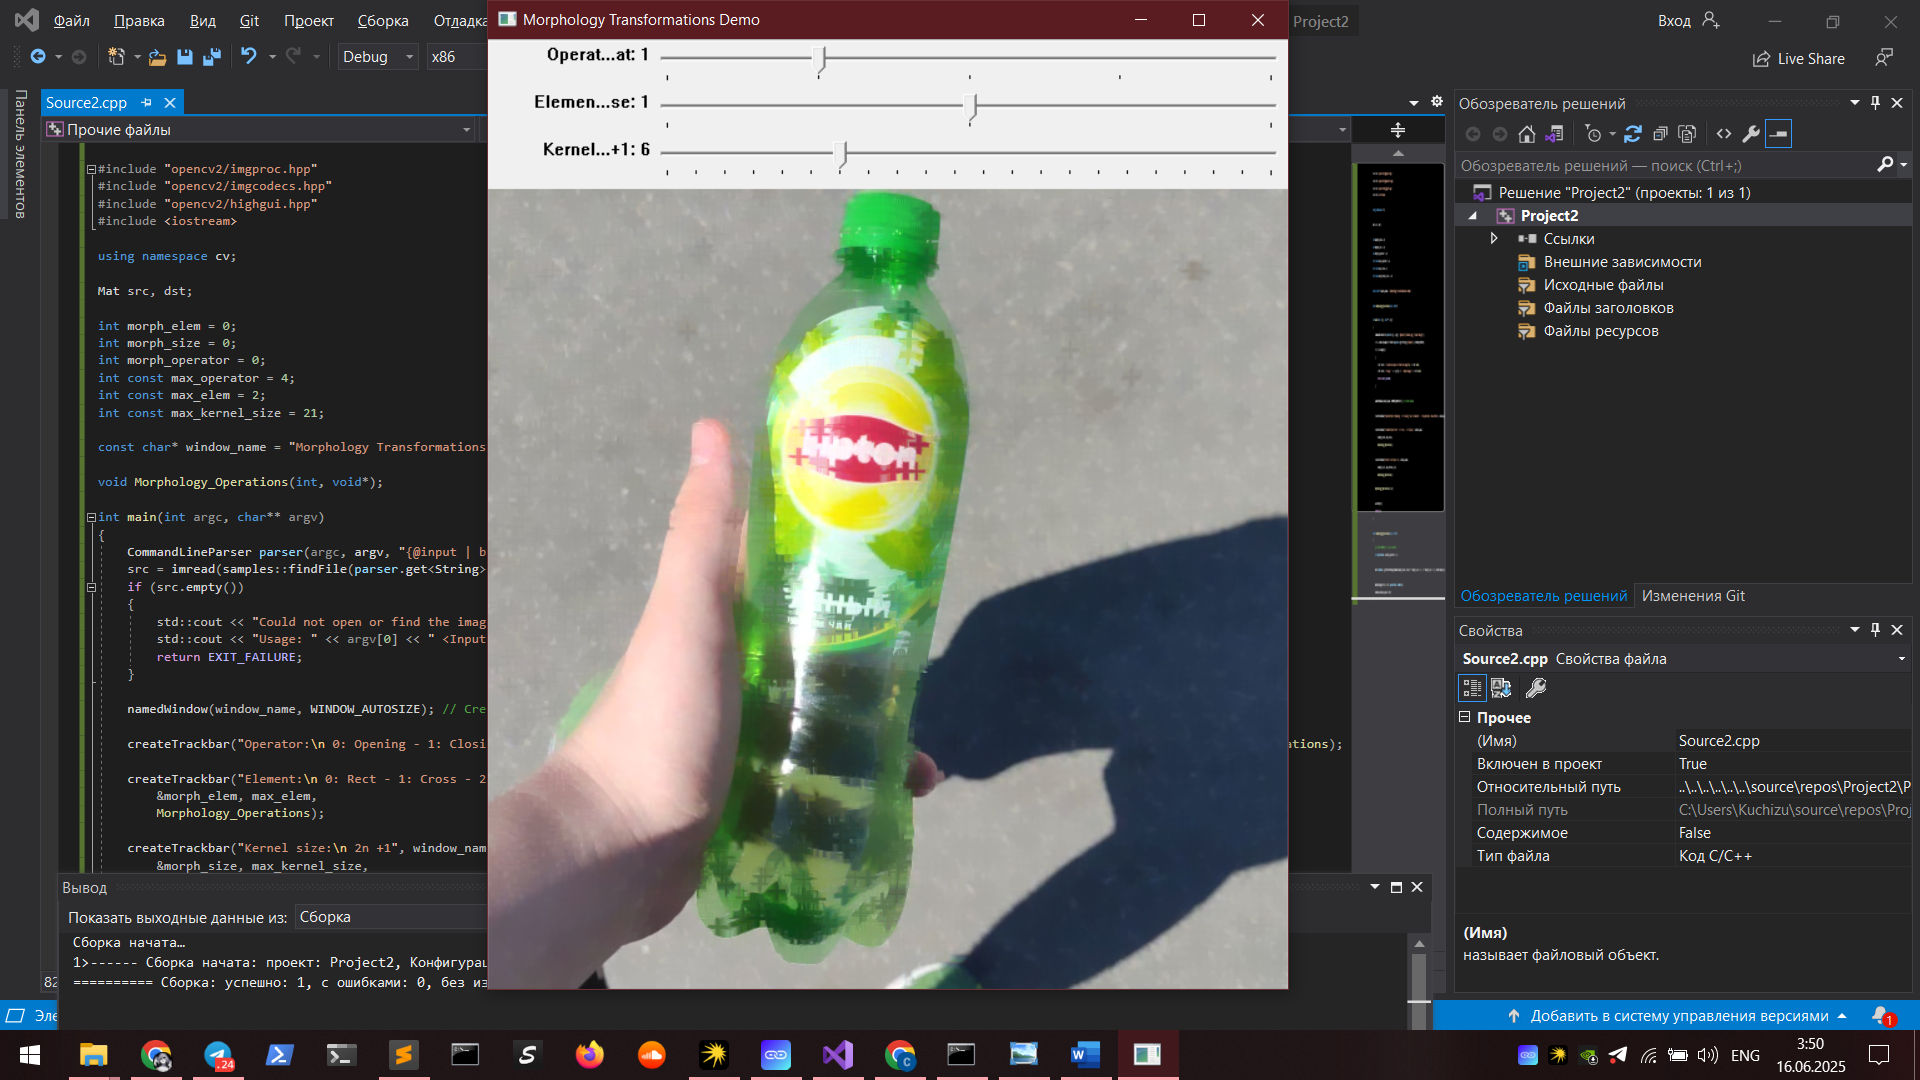 Файл Правка Вид Git Проект Сборка Отладка
Morphology Transformations Demo
Project2
Вход
Debug
x86
Live Share
Operat...at: 1
Elemen...se: 1
Kernel...+1: 6
Панель элементов
Source2.cpp
Прочие файлы
#include "opencv2/imgproc.hpp"
#include "opencv2/imgcodecs.hpp"
#include "opencv2/highgui.hpp"
#include <iostream>
using namespace cv;
Mat src, dst;
int morph_elem = 0;
int morph_size = 0;
int morph_operator = 0;
int const max_operator = 4;
int const max_elem = 2;
int const max_kernel_size = 21;
const char* window_name = "Morphology Transformations
void Morphology_Operations(int, void*);
int main(int argc, char** argv)
{
CommandLineParser parser(argc, argv, "{@input | b
src = imread(samples::findFile(parser.get<String>
if (src.empty())
{
std::cout << "Could not open or find the imag
std::cout << "Usage: " << argv[0] << " <Input
return EXIT_FAILURE;
}
namedWindow(window_name, WINDOW_AUTOSIZE); // Cre
createTrackbar("Operator:\n 0: Opening - 1: Closi
ations);
createTrackbar("Element:\n 0: Rect - 1: Cross - 2
&morph_elem, max_elem,
Morphology_Operations);
createTrackbar("Kernel size:\n 2n +1", window_nam
&morph_size, max_kernel_size,
Lipton
Вывод
Показать выходные данные из: Сборка
Сборка начата…
1>------ Сборка начата: проект: Project2, Конфигурац
========== Сборка: успешно: 1, с ошибками: 0, без из
82
Эле
Обозреватель решений
Обозреватель решений — поиск (Ctrl+;)
Решение "Project2" (проекты: 1 из 1)
Project2
Ссылки
Внешние зависимости
Исходные файлы
Файлы заголовков
Файлы ресурсов
Обозреватель решений Изменения Git
Свойства
Source2.cpp Свойства файла
Прочее
(Имя) Source2.cpp
Включен в проект True
Относительный путь ..\..\..\..\..\..\source\repos\Project2\P
Полный путь C:\Users\Kuchizu\source\repos\Proj
Содержимое False
Тип файла Код C/C++
(Имя)
называет файловый объект.
Добавить в систему управления версиями
1
24
ENG
3:50
16.06.2025